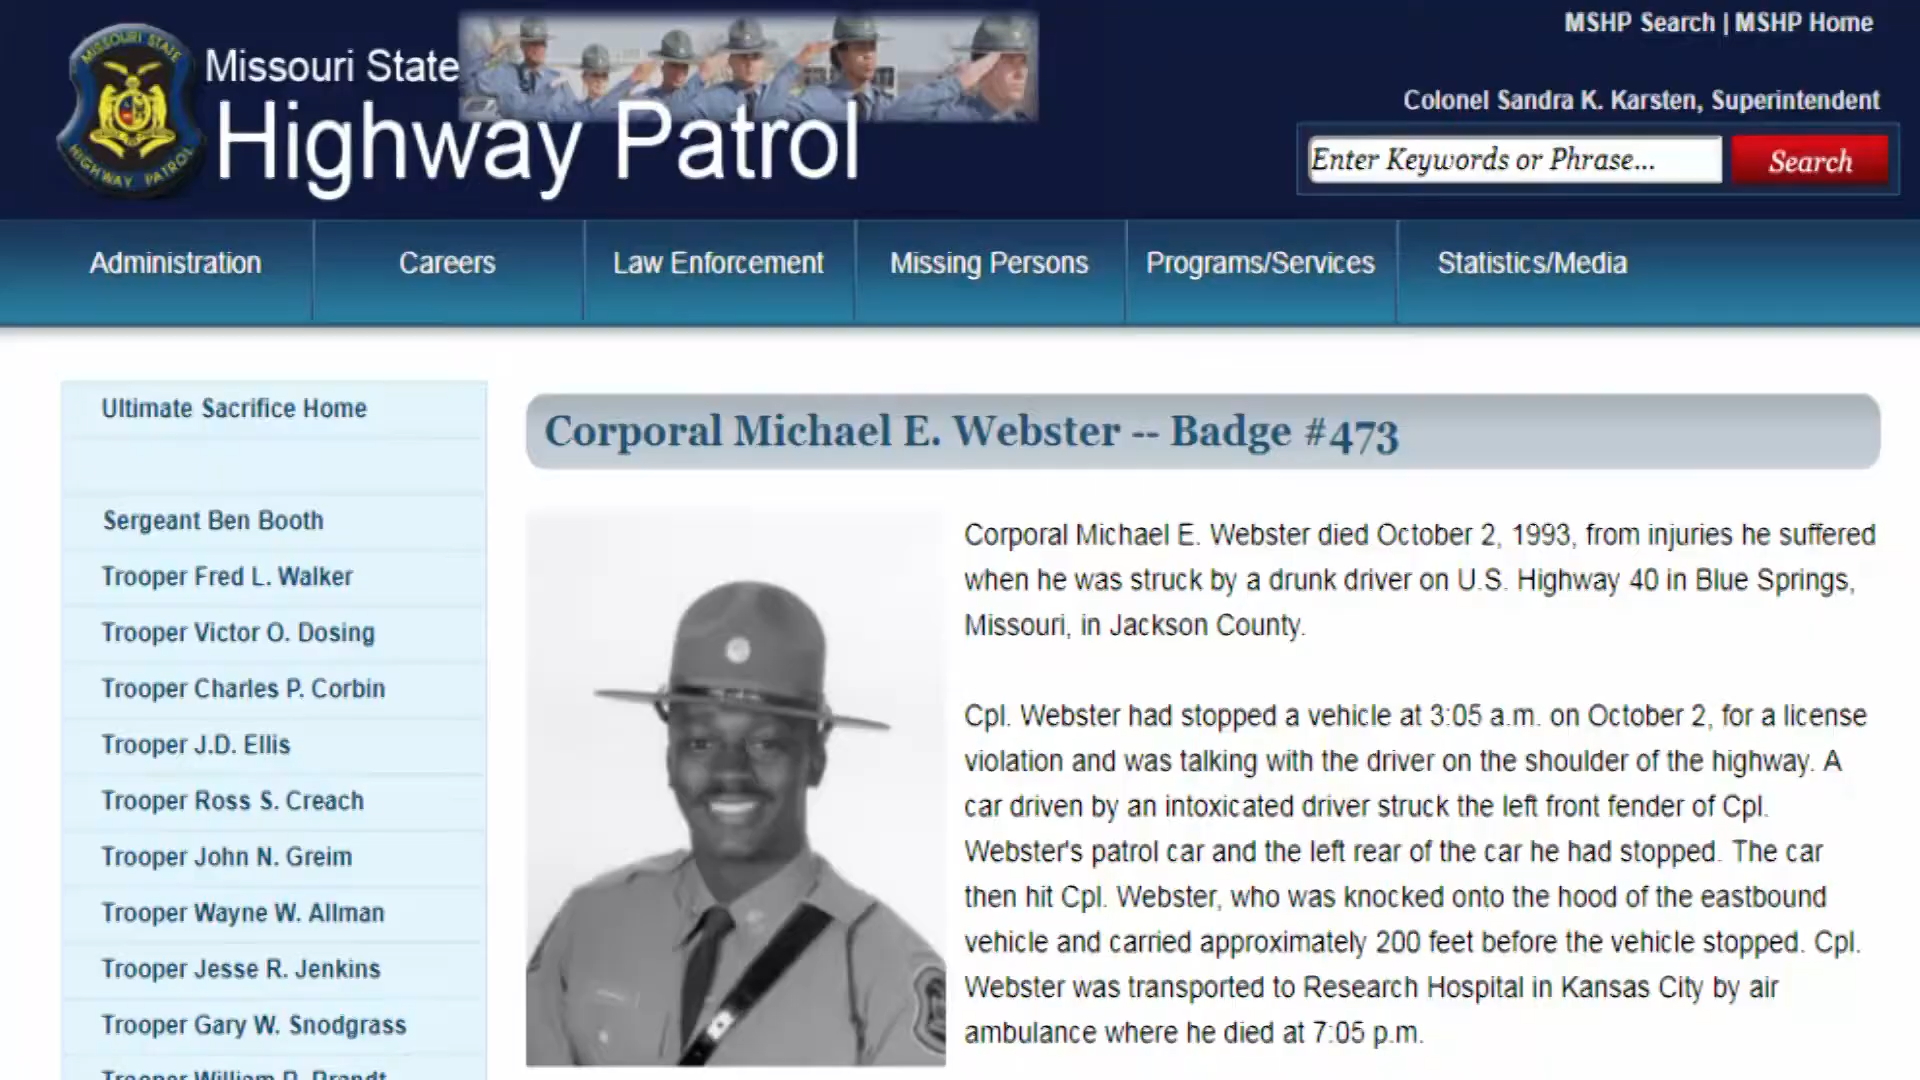 MSHP Search | MSHP Home
MISSOURI STATE
HIGHWAY PATROL
Missouri State
Highway Patrol
Colonel Sandra K. Karsten, Superintendent
Enter Keywords or Phrase...
Search
Administration
Careers
Law Enforcement
Missing Persons
Programs/Services
Statistics/Media
Ultimate Sacrifice Home
Sergeant Ben Booth
Trooper Fred L. Walker
Trooper Victor O. Dosing
Trooper Charles P. Corbin
Trooper J.D. Ellis
Trooper Ross S. Creach
Trooper John N. Greim
Trooper Wayne W. Allman
Trooper Jesse R. Jenkins
Trooper Gary W. Snodgrass
Trooper William R. Brandt
Corporal Michael E. Webster -- Badge #473
Corporal Michael E. Webster died October 2, 1993, from injuries he suffered
when he was struck by a drunk driver on U.S. Highway 40 in Blue Springs,
Missouri, in Jackson County.
Cpl. Webster had stopped a vehicle at 3:05 a.m. on October 2, for a license
violation and was talking with the driver on the shoulder of the highway. A
car driven by an intoxicated driver struck the left front fender of Cpl.
Webster's patrol car and the left rear of the car he had stopped. The car
then hit Cpl. Webster, who was knocked onto the hood of the eastbound
vehicle and carried approximately 200 feet before the vehicle stopped. Cpl.
Webster was transported to Research Hospital in Kansas City by air
ambulance where he died at 7:05 p.m.